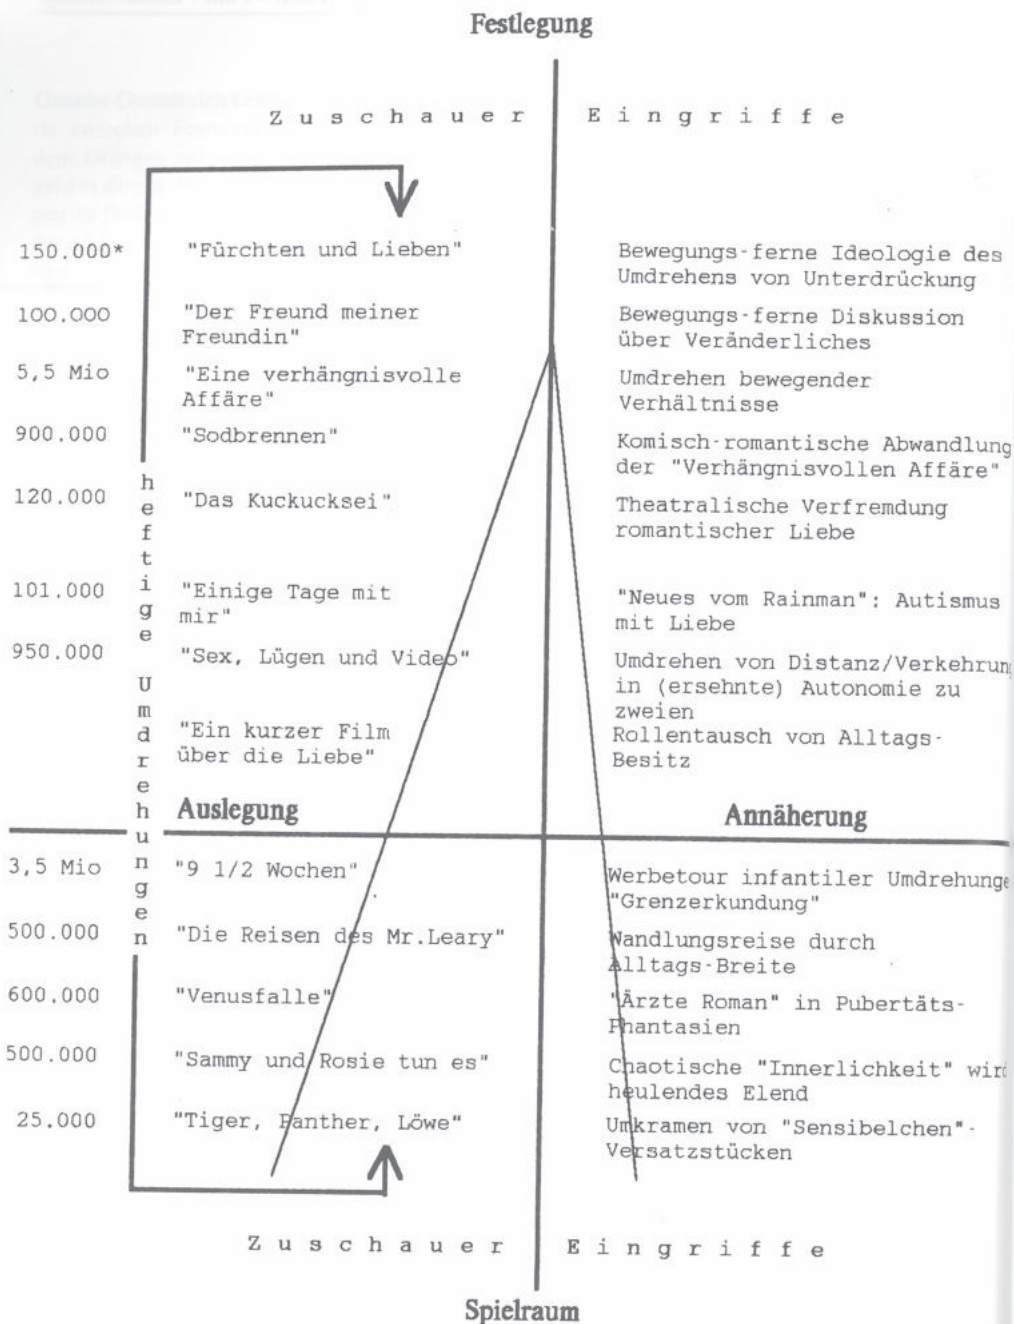 Festlegung
Zuschauer Eingriffe
150.000* "Fürchten und Lieben" Bewegungs-ferne Ideologie des
Umdrehens von Unterdrückung
100.000 "Der Freund meiner Bewegungs-ferne Diskussion
Freundin" über Veränderliches
5,5 Mio "Eine verhängnisvolle Umdrehen bewegender
Affäre" Verhältnisse
900.000 "Sodbrennen" Komisch-romantische Abwandlung
der "Verhängnisvollen Affäre"
120.000 "Das Kuckucksei" Theatralische Verfremdung
romantischer Liebe
101.000 "Einige Tage mit "Neues vom Rainman": Autismus
mir" mit Liebe
950.000 "Sex, Lügen und Video" Umdrehen von Distanz/Verkehrung
in (ersehnte) Autonomie zu
zweien
"Ein kurzer Film Rollentausch von Alltags-
über die Liebe" Besitz
heftige Umdrehungen
Auslegung Annäherung
3,5 Mio "9 1/2 Wochen" Werbetour infantiler Umdrehunge
"Grenzerkundung"
500.000 "Die Reisen des Mr.Leary" Wandlungsreise durch
Alltags-Breite
600.000 "Venusfalle" "Ärzte Roman" in Pubertäts-
Phantasien
500.000 "Sammy und Rosie tun es" Chaotische "Innerlichkeit" wird
heulendes Elend
25.000 "Tiger, Panther, Löwe" Umkramen von "Sensibelchen"-
Versatzstücken
Zuschauer Eingriffe
Spielraum